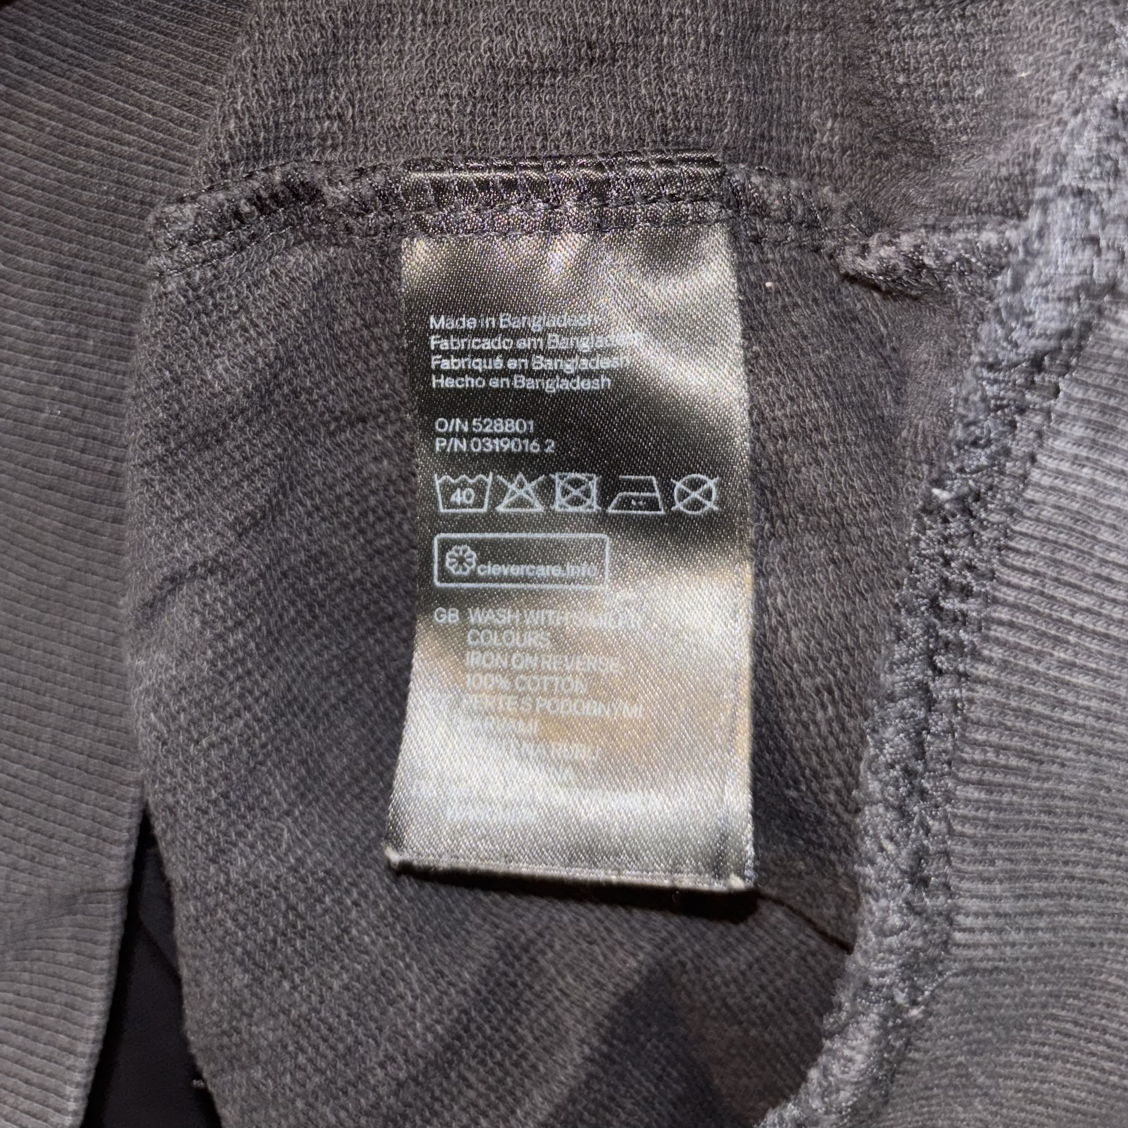 Made in Bangladesh
Fabricado em Bangladesh
Fabriqué en Bangladesh
Hecho en Bangladesh
O/N 528801
P/N 0319016 2
40
clevercare.info
GB WASH WITH SIMILAR
COLOURS
IRON ON REVERSE
100% COTTON
PODOBNÝMI